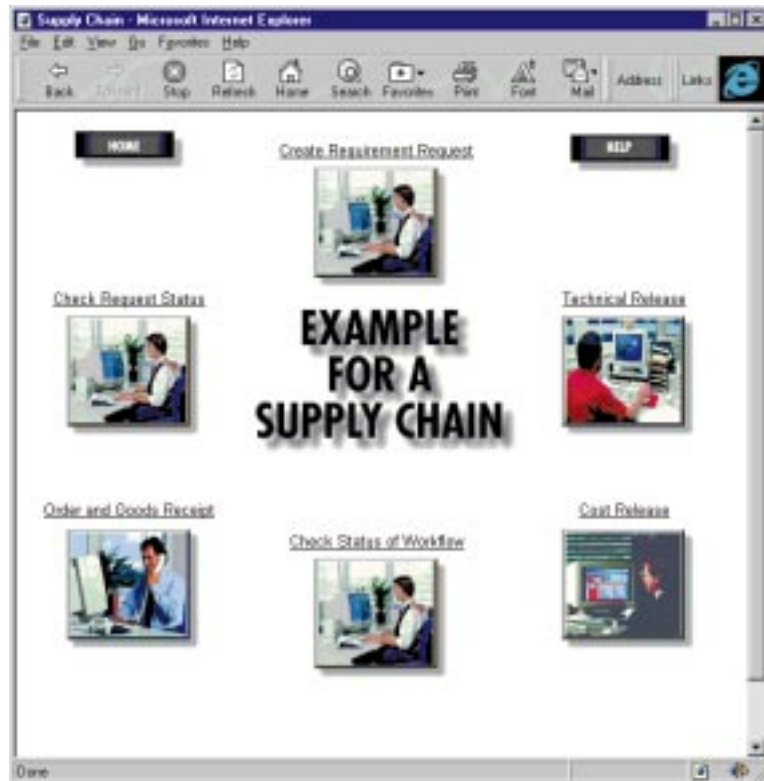 Supply Chain - Microsoft Internet Explorer
File Edit View Go Favorites Help
Back Forward Stop Refresh Home Search Favorites Print Font Mail Address Links
HOME
Create Requirement Request
HELP
Check Request Status
Technical Release
EXAMPLE
FOR A
SUPPLY CHAIN
Order and Goods Receipt
Check Status of Workflow
Cost Release
Done